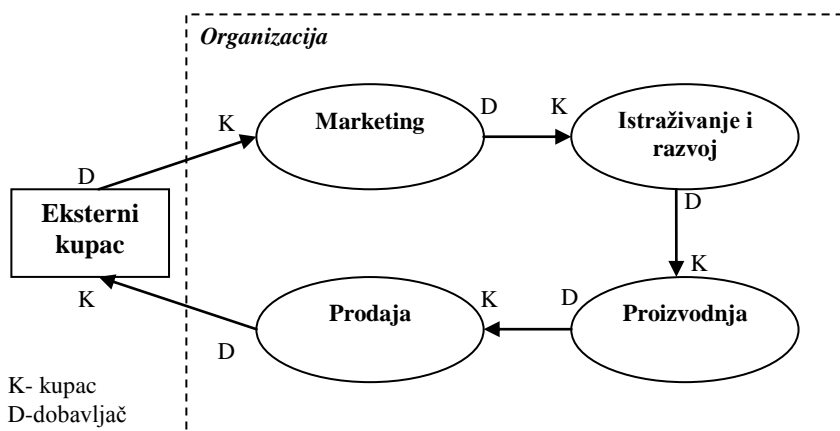 Organizacija
D
K
K
Marketing
Istraživanje i
razvoj
D
D
Eksterni
kupac
K
K
D
K
Prodaja
Proizvodnja
D
K- kupac
D-dobavljač